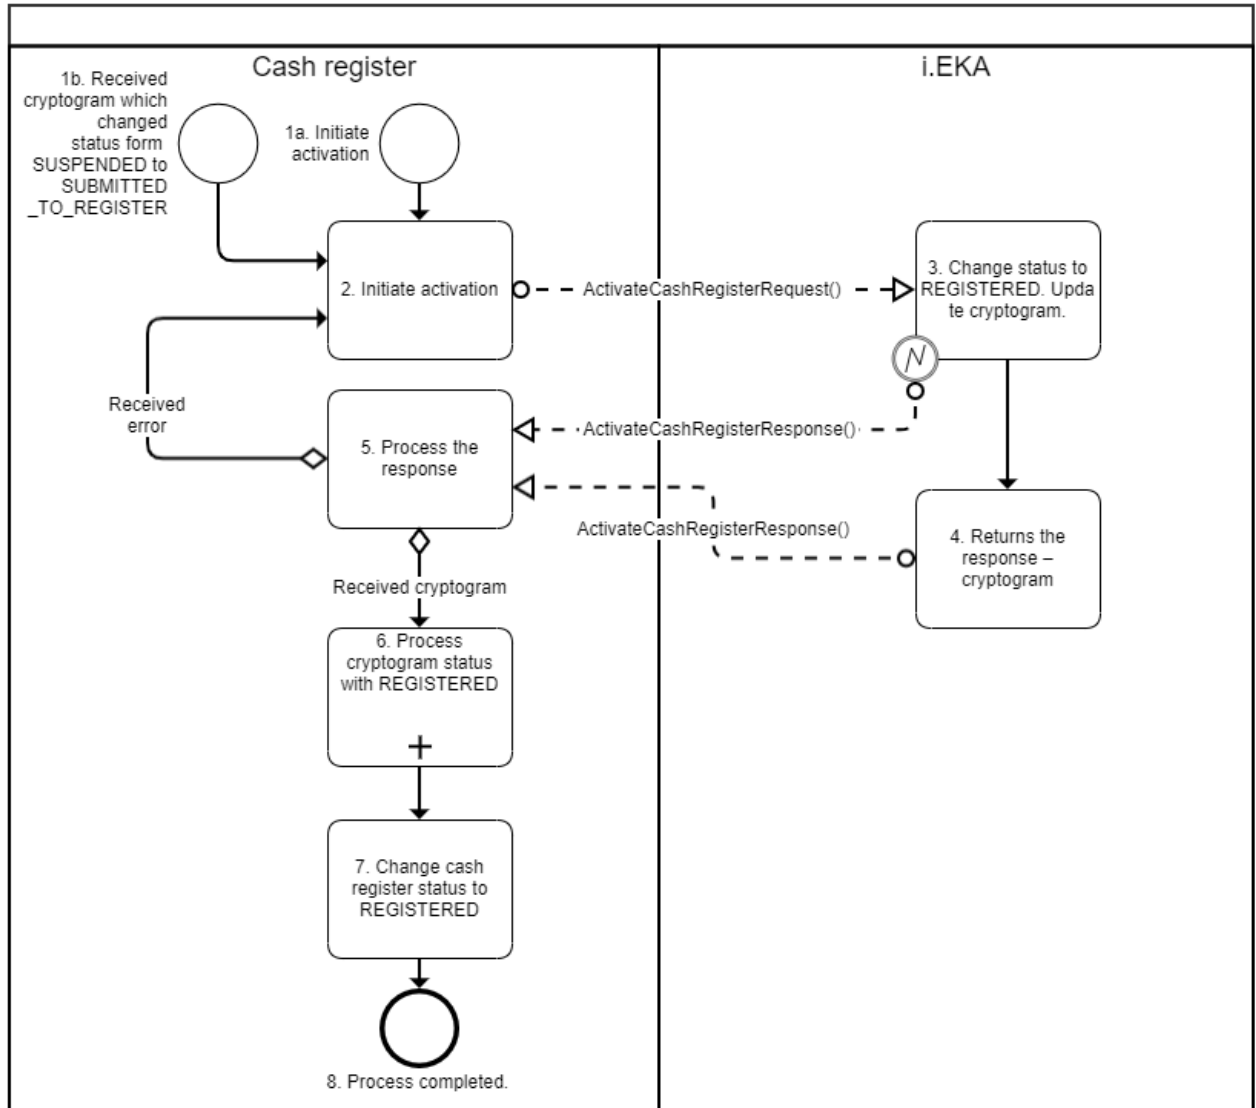 Cash register
i.EKA
1b. Received
cryptogram which
changed
status form
SUSPENDED to
SUBMITTED
_TO_REGISTER
1a. Initiate
activation
2. Initiate activation
ActivateCashRegisterRequest()
3. Change status to
REGISTERED. Upda
te cryptogram.
Received
error
5. Process the
response
ActivateCashRegisterResponse()
ActivateCashRegisterResponse()
4. Returns the
response –
cryptogram
Received cryptogram
6. Process
cryptogram status
with REGISTERED
7. Change cash
register status to
REGISTERED
8. Process completed.